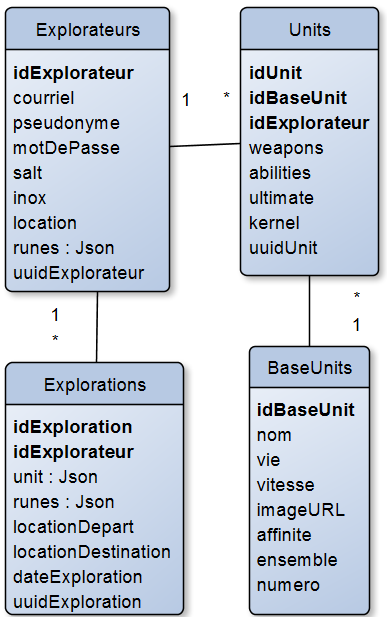 Explorateurs
idExplorateur
courriel
pseudonyme
motDePasse
salt
inox
location
runes : Json
uuidExplorateur
1 *
Units
idUnit
idBaseUnit
idExplorateur
weapons
abilities
ultimate
kernel
uuidUnit
1
*
Explorations
idExploration
idExplorateur
unit : Json
runes : Json
locationDepart
locationDestination
dateExploration
uuidExploration
*
1
BaseUnits
idBaseUnit
nom
vie
vitesse
imageURL
affinite
ensemble
numero